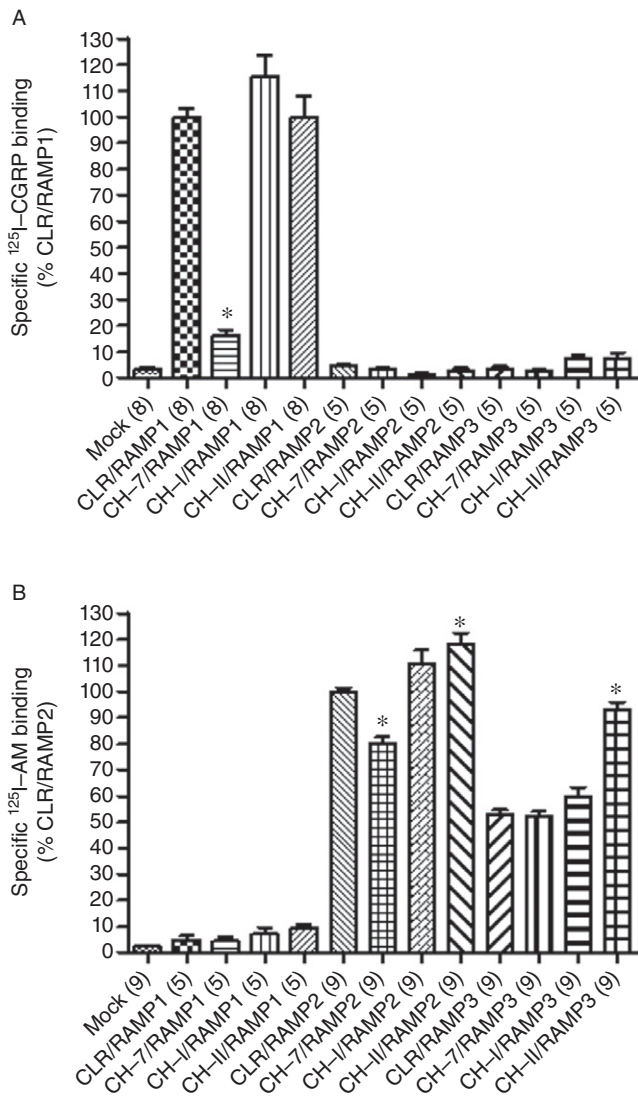 A
Specific ¹²⁵I–CGRP binding
(% CLR/RAMP1)
130
120
110
100
90
80
70
60
50
40
30
20
10
0
*
Mock (8)
CLR/RAMP1 (8)
CH–7/RAMP1 (8)
CH–I/RAMP1 (8)
CH–II/RAMP1 (8)
CLR/RAMP2 (5)
CH–7/RAMP2 (5)
CH–I/RAMP2 (5)
CH–II/RAMP2 (5)
CLR/RAMP3 (5)
CH–7/RAMP3 (5)
CH–I/RAMP3 (5)
CH–II/RAMP3 (5)
B
Specific ¹²⁵I–AM binding
(% CLR/RAMP2)
130
120
110
100
90
80
70
60
50
40
30
20
10
0
*
*
*
Mock (9)
CLR/RAMP1 (5)
CH–7/RAMP1 (5)
CH–I/RAMP1 (5)
CH–II/RAMP1 (5)
CLR/RAMP2 (9)
CH–7/RAMP2 (9)
CH–I/RAMP2 (9)
CH–II/RAMP2 (9)
CLR/RAMP3 (9)
CH–7/RAMP3 (9)
CH–I/RAMP3 (9)
CH–II/RAMP3 (9)